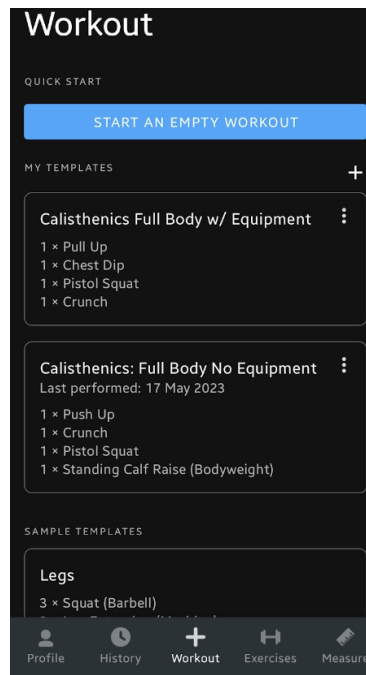 Workout
QUICK START
START AN EMPTY WORKOUT
MY TEMPLATES
+
Calisthenics Full Body w/ Equipment
1 × Pull Up
1 × Chest Dip
1 × Pistol Squat
1 × Crunch
Calisthenics: Full Body No Equipment
Last performed: 17 May 2023
1 × Push Up
1 × Crunch
1 × Pistol Squat
1 × Standing Calf Raise (Bodyweight)
SAMPLE TEMPLATES
Legs
3 × Squat (Barbell)
Profile History Workout Exercises Measure